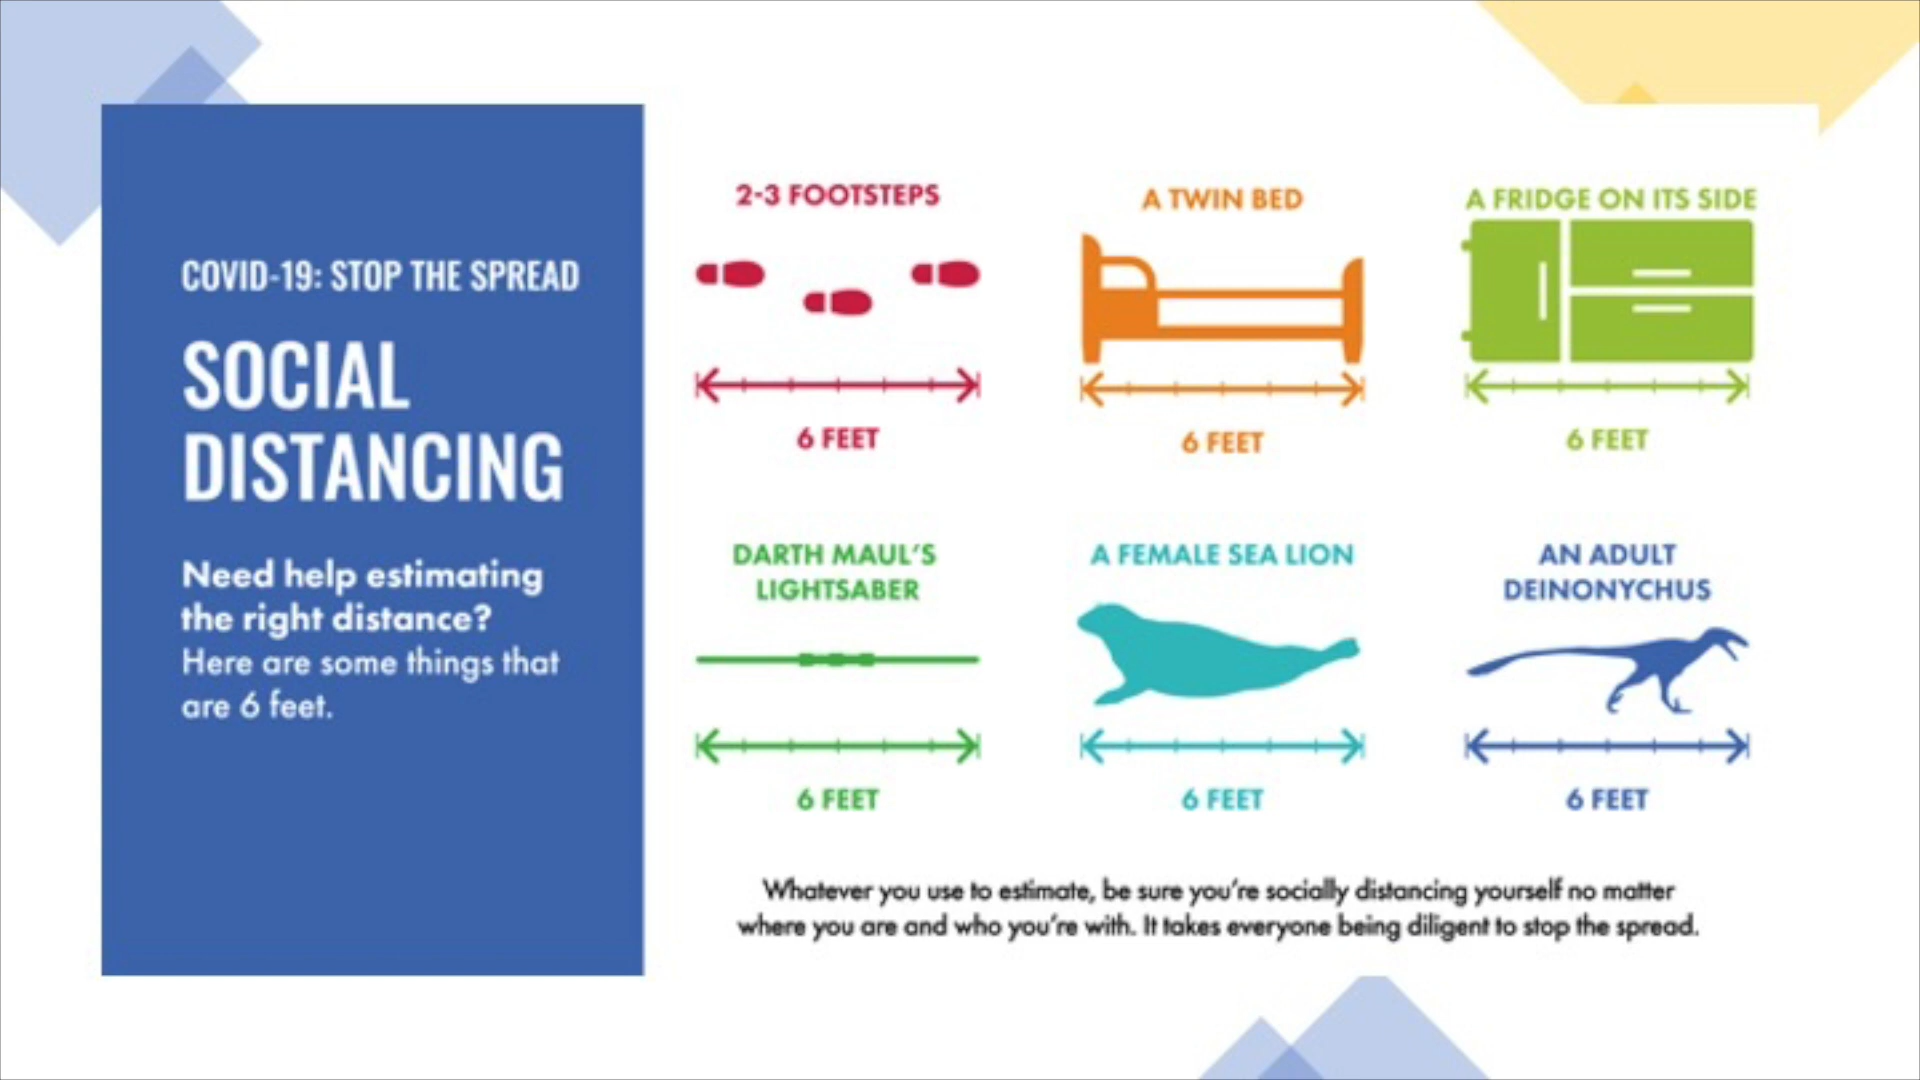 COVID-19: STOP THE SPREAD
SOCIAL
DISTANCING
Need help estimating
the right distance?
Here are some things that
are 6 feet.
2-3 FOOTSTEPS
6 FEET
A TWIN BED
6 FEET
A FRIDGE ON ITS SIDE
6 FEET
DARTH MAUL'S
LIGHTSABER
6 FEET
A FEMALE SEA LION
6 FEET
AN ADULT
DEINONYCHUS
6 FEET
Whatever you use to estimate, be sure you're socially distancing yourself no matter
where you are and who you're with. It takes everyone being diligent to stop the spread.